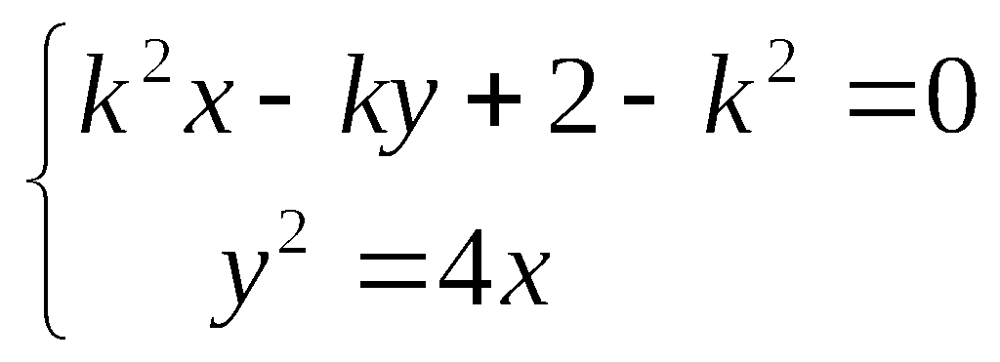 k²x - ky + 2 - k² = 0
y² = 4x